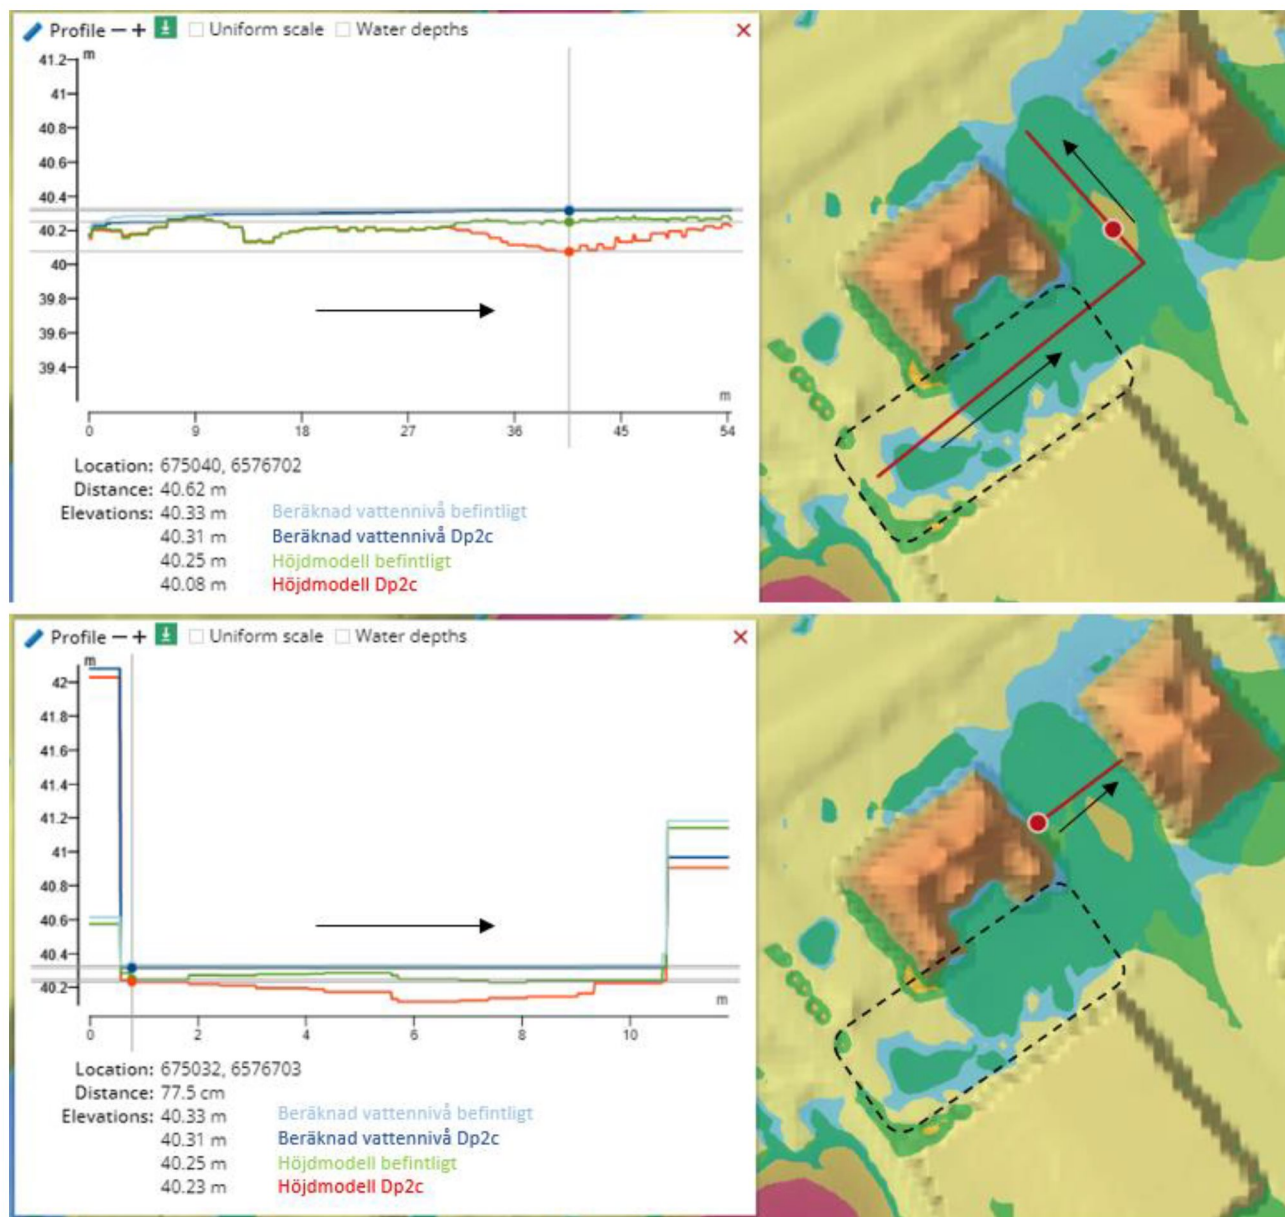 Profile − + Uniform scale Water depths ×
m
41.2
41
40.8
40.6
40.4
40.2
40
39.8
39.6
39.4
m
0 9 18 27 36 45 54
Location: 675040, 6576702
Distance: 40.62 m
Elevations: 40.33 m Beräknad vattennivå befintligt
40.31 m Beräknad vattennivå Dp2c
40.25 m Höjdmodell befintligt
40.08 m Höjdmodell Dp2c
Profile − + Uniform scale Water depths ×
m
42
41.8
41.6
41.4
41.2
41
40.8
40.6
40.4
40.2
m
0 2 4 6 8 10
Location: 675032, 6576703
Distance: 77.5 cm
Elevations: 40.33 m Beräknad vattennivå befintligt
40.31 m Beräknad vattennivå Dp2c
40.25 m Höjdmodell befintligt
40.23 m Höjdmodell Dp2c